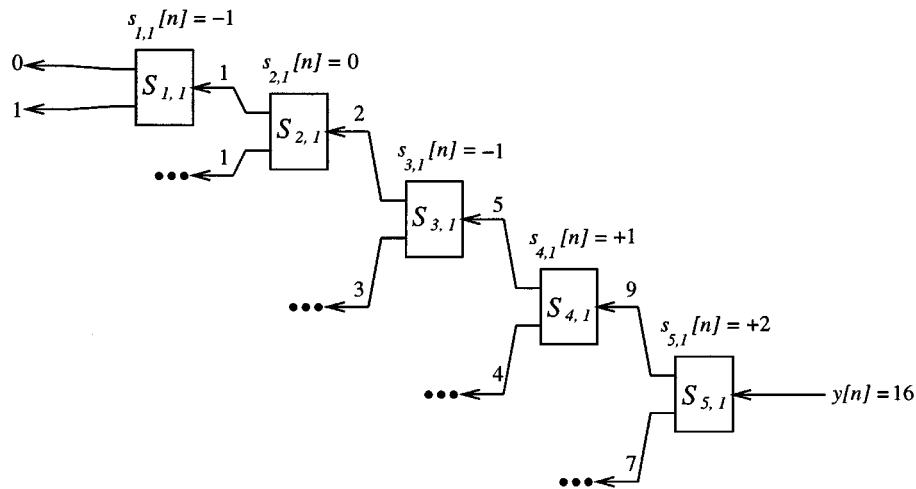 s1,1[n] = −1
0
1
S1,1
1
s2,1[n] = 0
S2,1
1
2
s3,1[n] = −1
S3,1
3
5
s4,1[n] = +1
S4,1
4
9
s5,1[n] = +2
S5,1
7
y[n] = 16